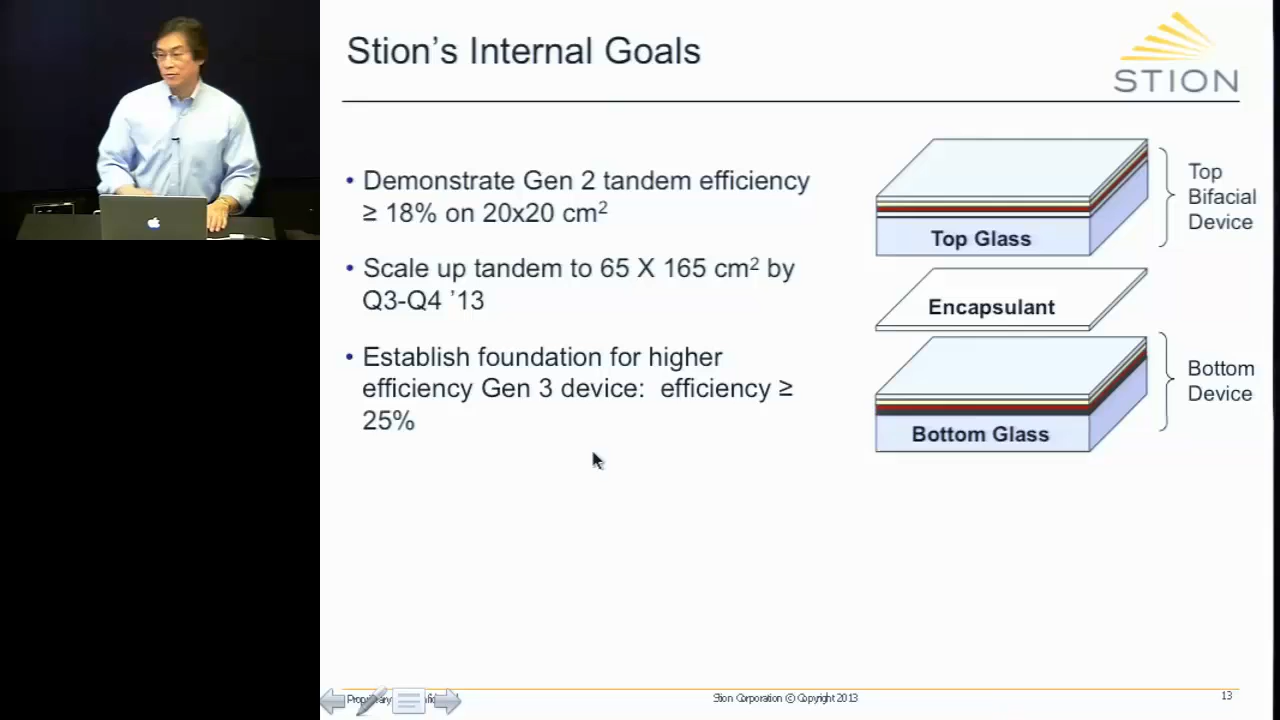 Stion's Internal Goals
STION
• Demonstrate Gen 2 tandem efficiency
≥ 18% on 20x20 cm²
• Scale up tandem to 65 X 165 cm² by
Q3-Q4 '13
• Establish foundation for higher
efficiency Gen 3 device: efficiency ≥
25%
Top Glass
Top
Bifacial
Device
Encapsulant
Bottom Glass
Bottom
Device
Stion Corporation © Copyright 2013
13